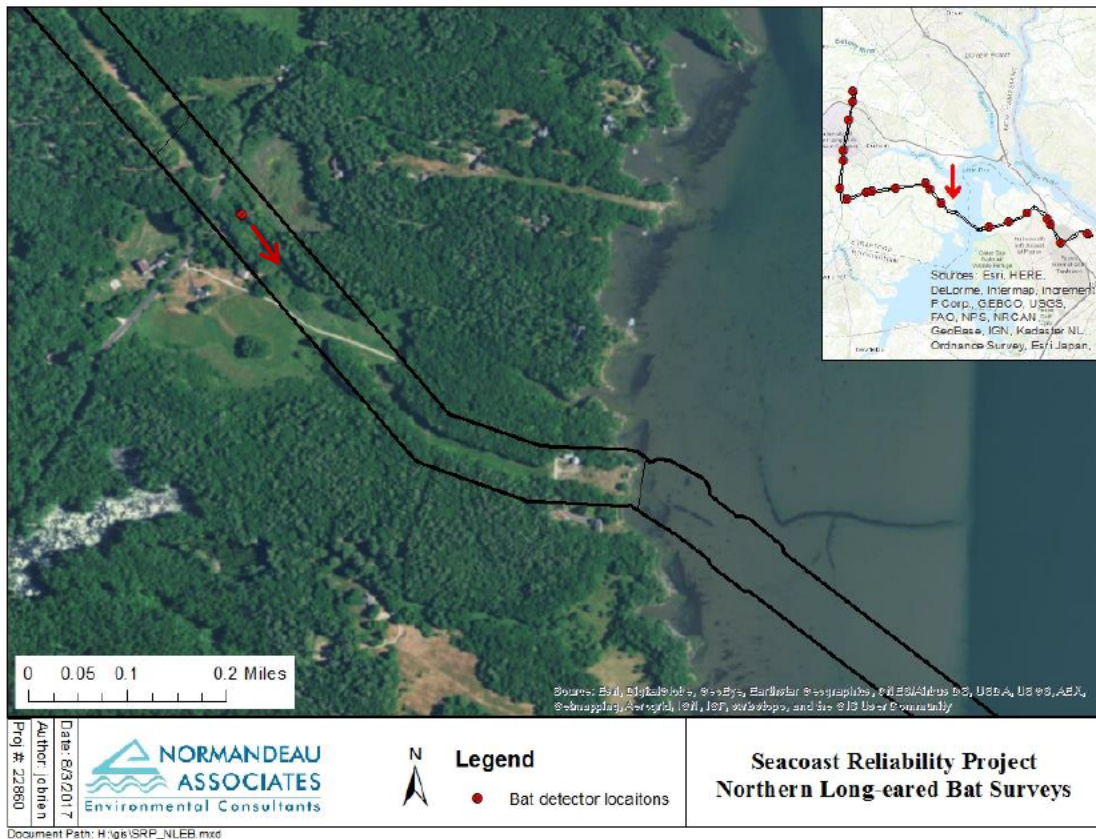 Sources: Esri, HERE,
DeLorme, Intermap, increment
P Corp., GEBCO, USGS,
FAO, NPS, NRCAN,
GeoBase, IGN, Kadaster NL,
Ordnance Survey, Esri Japan,
0 0.05 0.1 0.2 Miles
Source: Esri, DigitalGlobe, GeoEye, Earthstar Geographics, CNES/Airbus DS, USDA, USGS, AEX,
Getmapping, Aerogrid, IGN, IGP, swisstopo, and the GIS User Community
Proj #: 22860
Author: jobrien
Date: 8/3/2017
NORMANDEAU
ASSOCIATES
Environmental Consultants
N
Legend
Bat detector locaitons
Seacoast Reliability Project
Northern Long-eared Bat Surveys
Document Path: H:\gis\SRP_NLEB.mxd